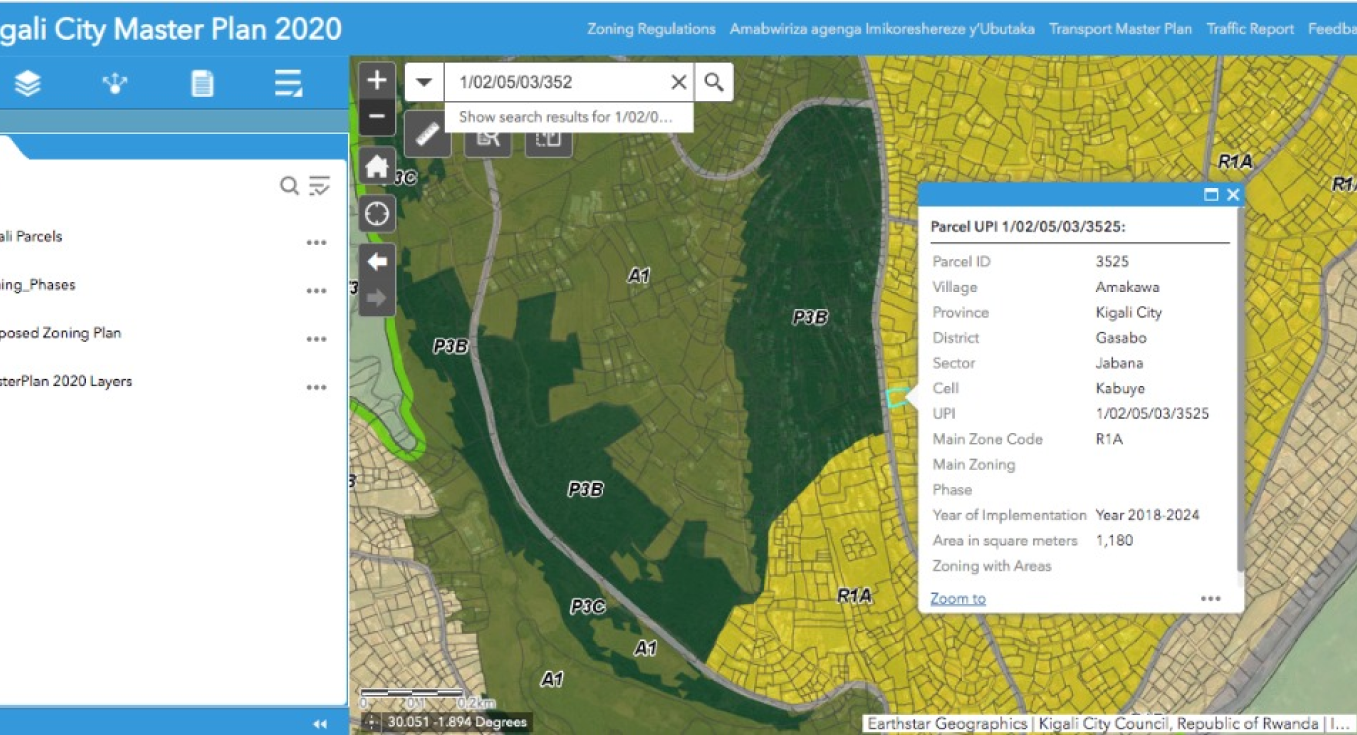 gali City Master Plan 2020
Zoning Regulations Amabwiriza agenga Imikoreshereze y'Ubutaka Transport Master Plan Traffic Report Feedba
+
1/02/05/03/352
Show search results for 1/02/0...
−
P3C
R1A
R1
ali Parcels
ing_Phases
posed Zoning Plan
sterPlan 2020 Layers
A1
P3B
P3B
P3B
P3C
A1
A1
R1A
Parcel UPI 1/02/05/03/3525:
Parcel ID 3525
Village Amakawa
Province Kigali City
District Gasabo
Sector Jabana
Cell Kabuye
UPI 1/02/05/03/3525
Main Zone Code R1A
Main Zoning
Phase
Year of Implementation Year 2018-2024
Area in square meters 1,180
Zoning with Areas
Zoom to
0 0.1 0.2km
30.051 -1.894 Degrees
Earthstar Geographics | Kigali City Council, Republic of Rwanda | I...